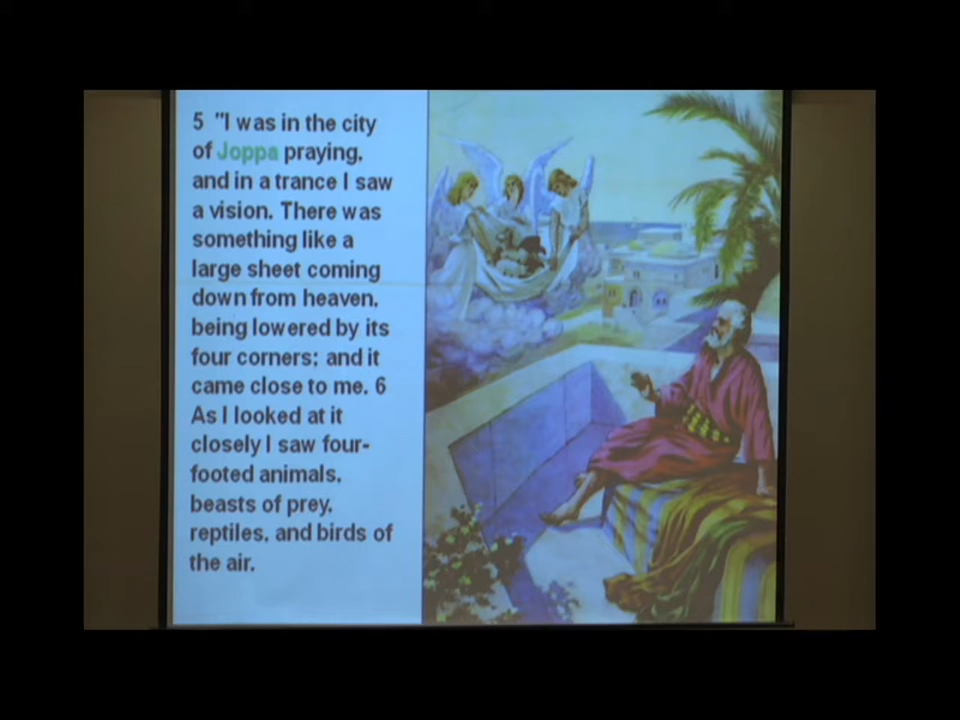 5 "I was in the city
of Joppa praying,
and in a trance I saw
a vision. There was
something like a
large sheet coming
down from heaven,
being lowered by its
four corners; and it
came close to me. 6
As I looked at it
closely I saw four-
footed animals,
beasts of prey,
reptiles, and birds of
the air.